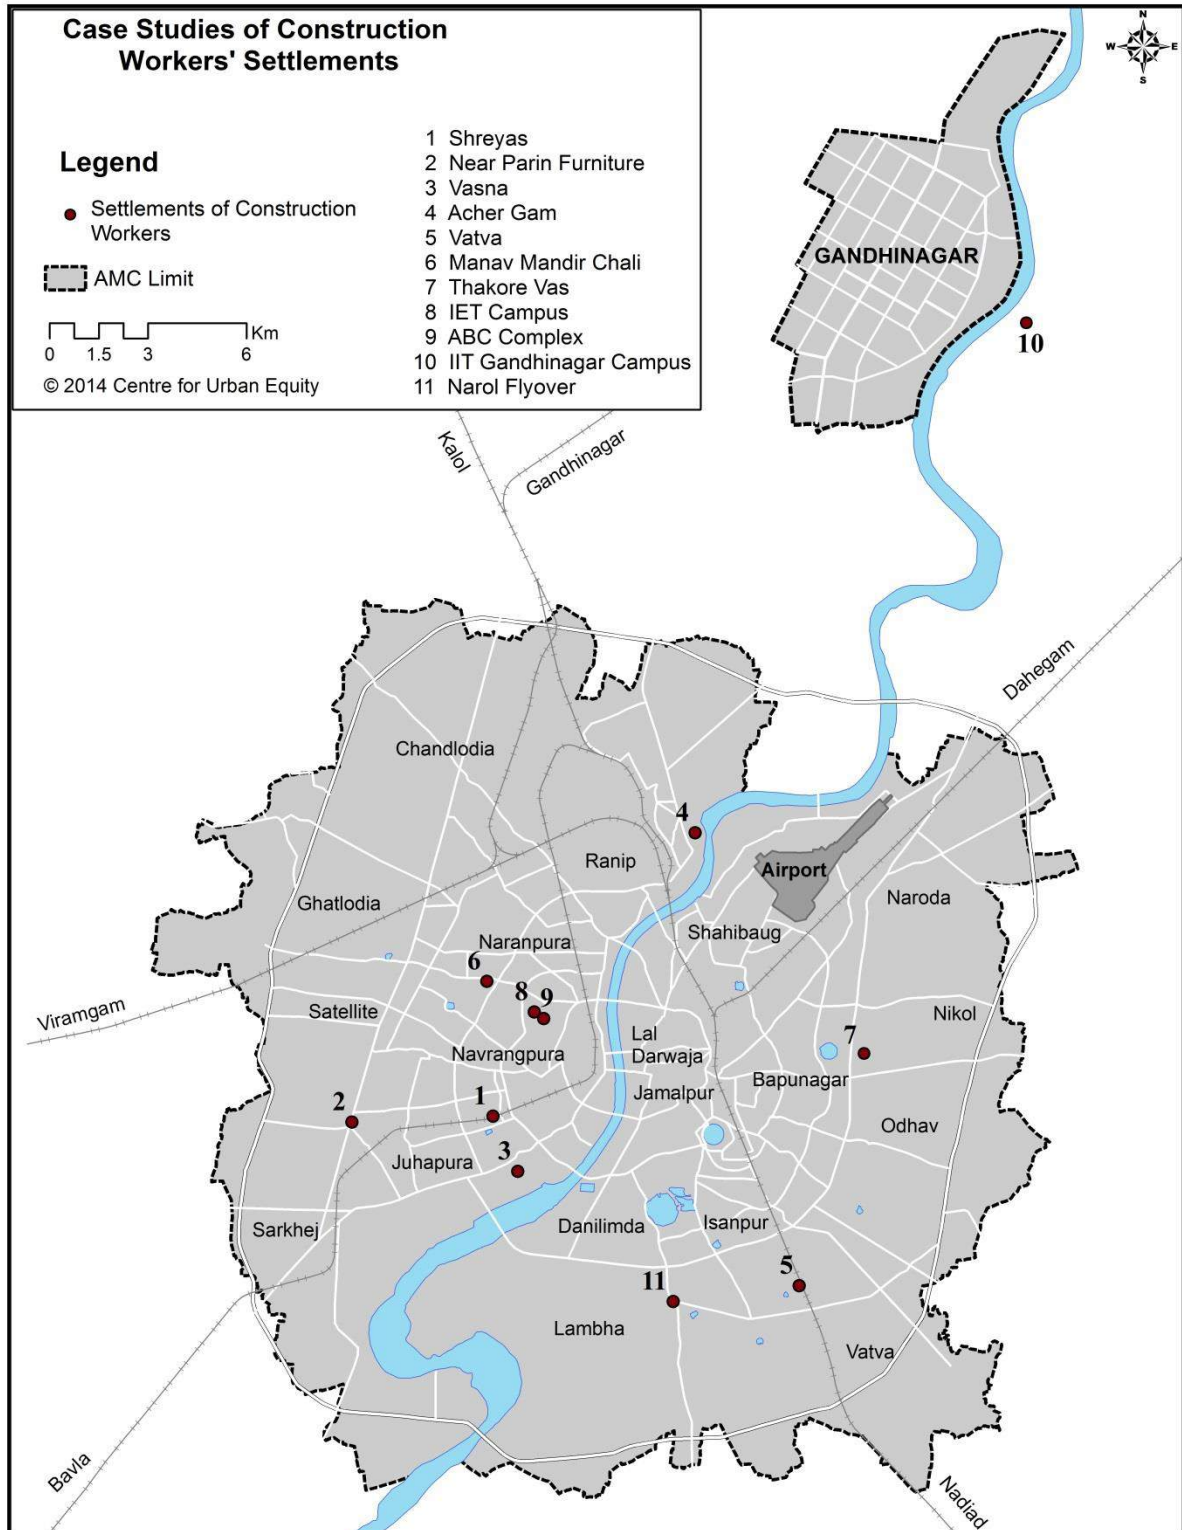 Case Studies of Construction
Workers' Settlements
Legend
Settlements of Construction
Workers
AMC Limit
Km
0 1.5 3 6
© 2014 Centre for Urban Equity
1 Shreyas
2 Near Parin Furniture
3 Vasna
4 Acher Gam
5 Vatva
6 Manav Mandir Chali
7 Thakore Vas
8 IET Campus
9 ABC Complex
10 IIT Gandhinagar Campus
11 Narol Flyover
N
W E
S
GANDHINAGAR
10
Kalol
Gandhinagar
Dahegam
Chandlodia
4
Ranip
Airport
Naroda
Ghatlodia
Shahibaug
Naranpura
6
8
9
Viramgam
Satellite
Nikol
Lal
Darwaja
7
Navrangpura
Bapunagar
Jamalpur
2
1
Odhav
Juhapura
3
Sarkhej
Danilimda
Isanpur
5
11
Lambha
Vatva
Bavla
Nadiad